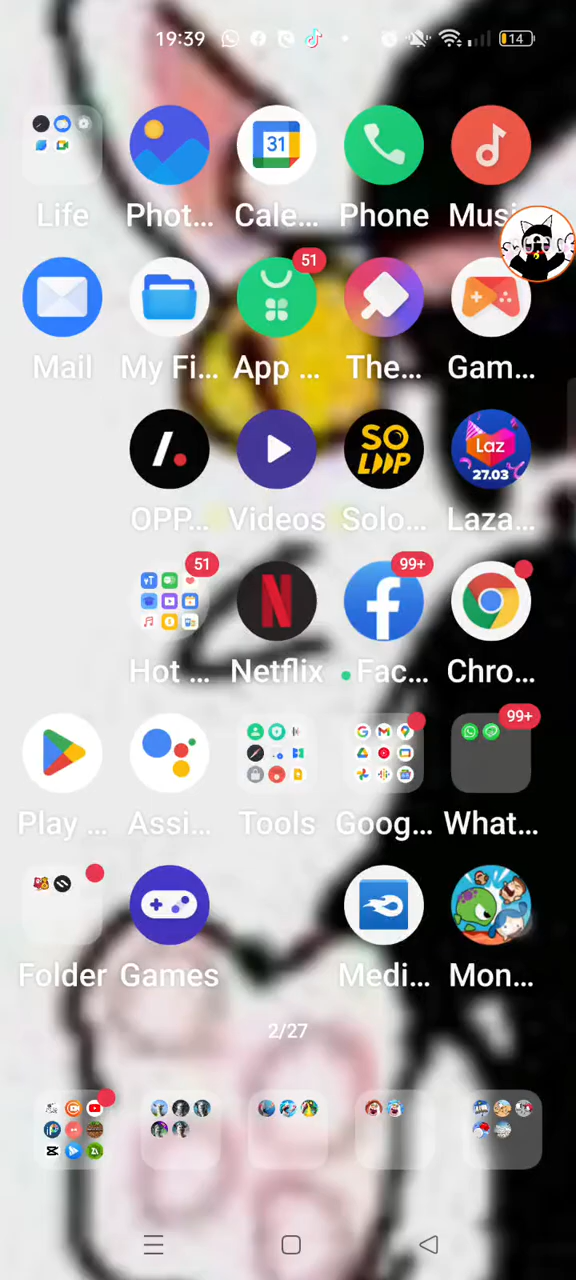 19:39 14
31
Life Phot... Cale... Phone Musi
51
Mail My Fi... App ... The... Gam...
SO
LOOP
Laz
27.03
OPP... Videos Solo... Laza...
51 99+
Hot ... Netflix Fac... Chro...
99+
Play ... Assi... Tools Goog... What...
Folder Games Medi... Mon...
2/27